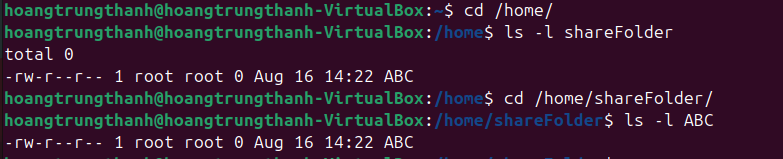 hoangtrungthanh@hoangtrungthanh-VirtualBox:~$ cd /home/
hoangtrungthanh@hoangtrungthanh-VirtualBox:/home$ ls -l shareFolder
total 0
-rw-r--r-- 1 root root 0 Aug 16 14:22 ABC
hoangtrungthanh@hoangtrungthanh-VirtualBox:/home$ cd /home/shareFolder/
hoangtrungthanh@hoangtrungthanh-VirtualBox:/home/shareFolder$ ls -l ABC
-rw-r--r-- 1 root root 0 Aug 16 14:22 ABC